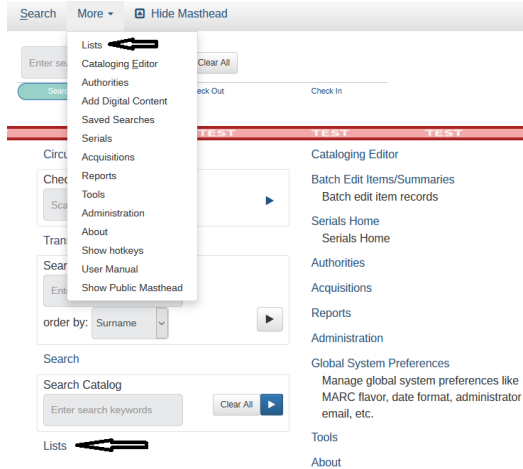 Search More Hide Masthead
Lists
Cataloging Editor
Authorities
Add Digital Content
Saved Searches
Serials
Acquisitions
Reports
Tools
Administration
About
Show hotkeys
User Manual
Show Public Masthead
Enter Clear All
Check In
TEST TEST TEST
order by: Surname
Search
Search Catalog
Enter search keywords Clear All
Lists
Cataloging Editor
Batch Edit Items/Summaries
Batch edit item records
Serials Home
Serials Home
Authorities
Acquisitions
Reports
Administration
Global System Preferences
Manage global system preferences like
MARC flavor, date format, administrator
email, etc.
Tools
About